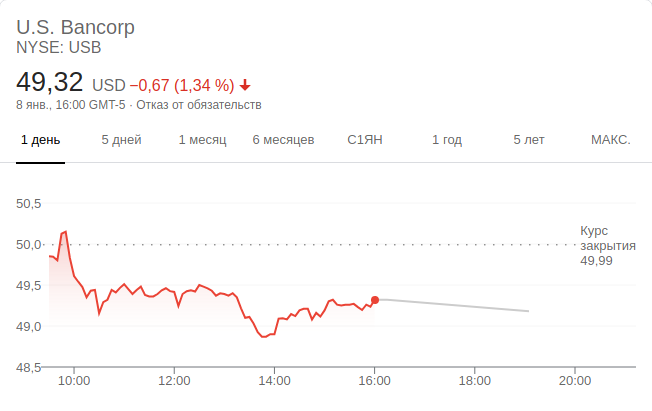 U.S. Bancorp
NYSE: USB
49,32 USD −0,67 (1,34 %)
8 янв., 16:00 GMT-5 · Отказ от обязательств
1 день 5 дней 1 месяц 6 месяцев С1ЯН 1 год 5 лет МАКС.
50,5
50,0
49,5
49,0
48,5
Курс
закрытия
49,99
10:00 12:00 14:00 16:00 18:00 20:00